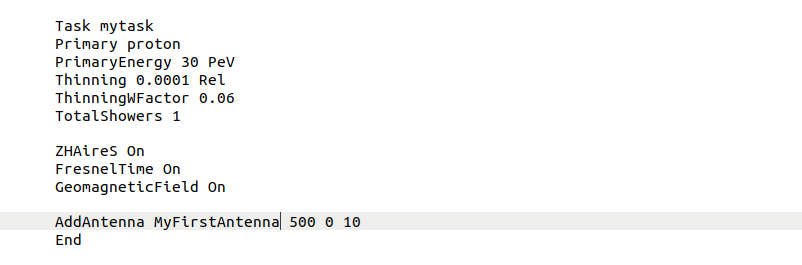 Task mytask
Primary proton
PrimaryEnergy 30 PeV
Thinning 0.0001 Rel
ThinningWFactor 0.06
TotalShowers 1
ZHAireS On
FresnelTime On
GeomagneticField On
AddAntenna MyFirstAntenna 500 0 10
End